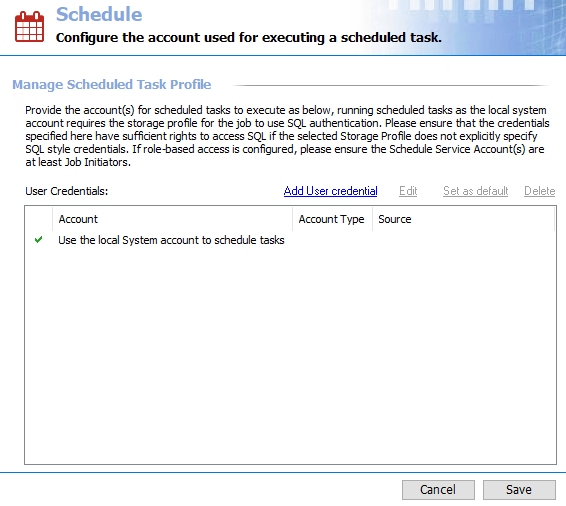 Schedule
Configure the account used for executing a scheduled task.
Manage Scheduled Task Profile
Provide the account(s) for scheduled tasks to execute as below, running scheduled tasks as the local system
account requires the storage profile for the job to use SQL authentication. Please ensure that the credentials
specified here have sufficient rights to access SQL if the selected Storage Profile does not explicitly specify
SQL style credentials. If role-based access is configured, please ensure the Schedule Service Account(s) are
at least Job Initiators.
User Credentials: Add User credential Edit Set as default Delete
Account Account Type Source
Use the local System account to schedule tasks
Cancel Save